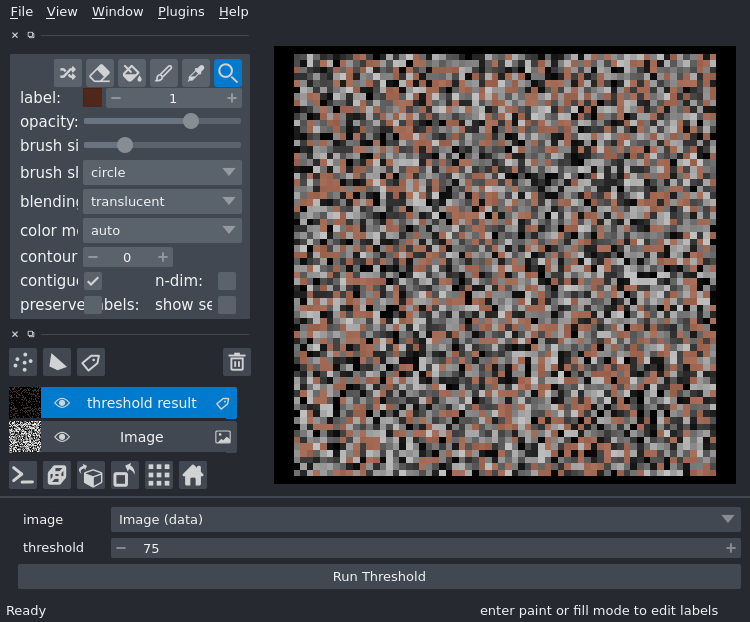 File View Window Plugins Help
label: 1
opacity:
brush si
brush sl circle
blending translucent
color m auto
contour 0
contigu n-dim:
preserve abels: show se
threshold result
Image
image Image (data)
threshold 75
Run Threshold
Ready enter paint or fill mode to edit labels